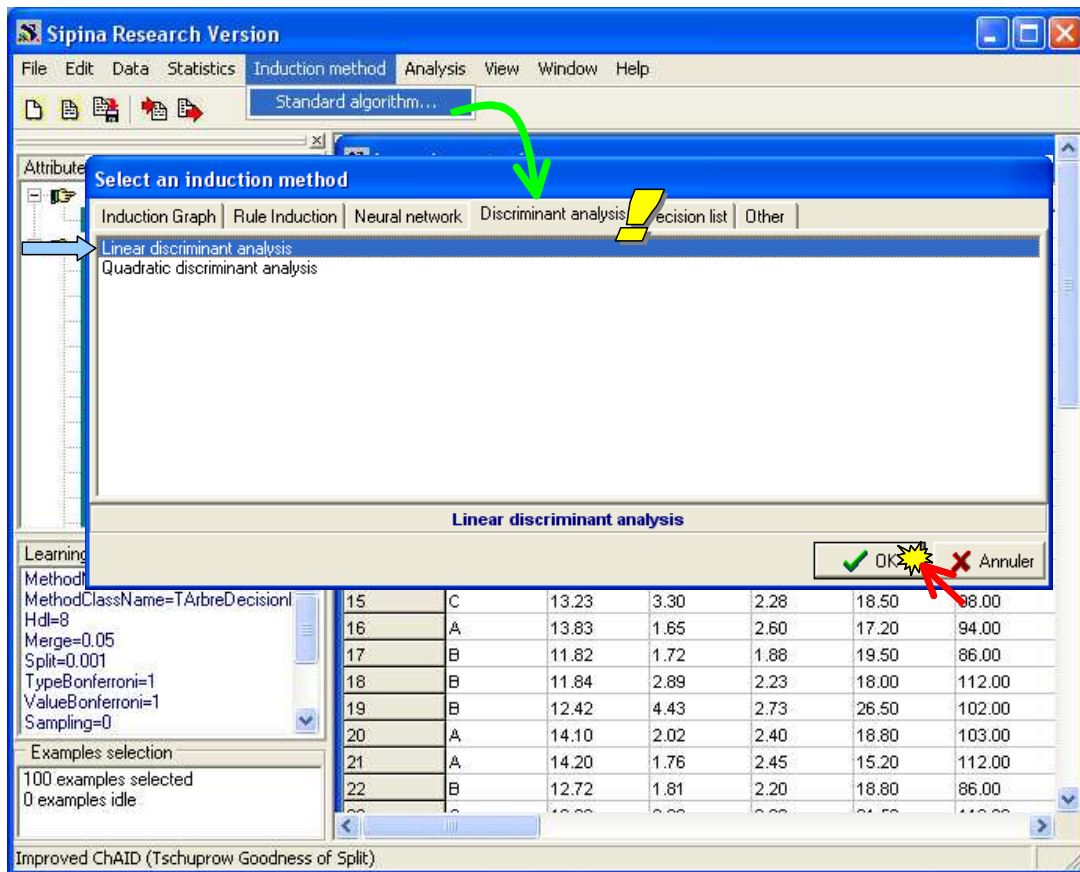 Sipina Research Version
File Edit Data Statistics Induction method Analysis View Window Help
Standard algorithm...
Attribute
Select an induction method
Induction Graph Rule Induction Neural network Discriminant analysis ecision list Other
Linear discriminant analysis
Quadratic discriminant analysis
Linear discriminant analysis
OK Annuler
Learning
MethodN
MethodClassName=TArbreDecisionI
Hdl=8
Merge=0.05
Split=0.001
TypeBonferroni=1
ValueBonferroni=1
Sampling=0
Examples selection
100 examples selected
0 examples idle
15 C 13.23 3.30 2.28 18.50 98.00
16 A 13.83 1.65 2.60 17.20 94.00
17 B 11.82 1.72 1.88 19.50 86.00
18 B 11.84 2.89 2.23 18.00 112.00
19 B 12.42 4.43 2.73 26.50 102.00
20 A 14.10 2.02 2.40 18.80 103.00
21 A 14.20 1.76 2.45 15.20 112.00
22 B 12.72 1.81 2.20 18.80 86.00
Improved ChAID (Tschuprow Goodness of Split)